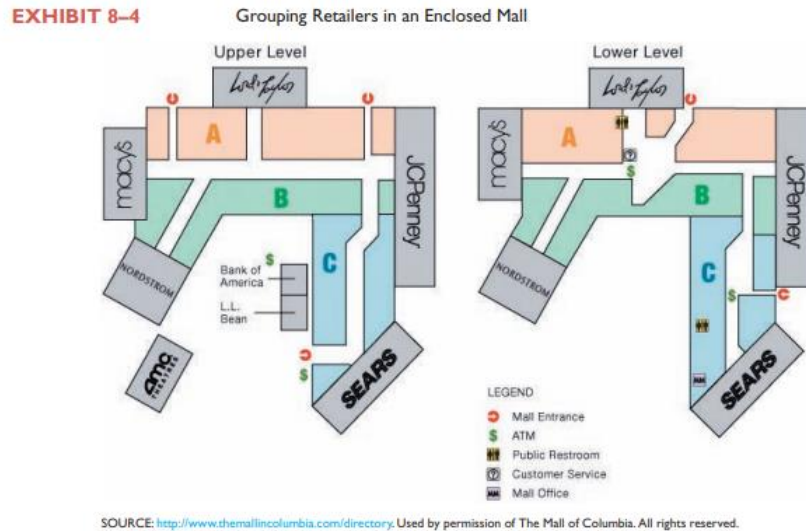 EXHIBIT 8–4
Grouping Retailers in an Enclosed Mall
Upper Level
Lord & Taylor
A
macy's
JCPenney
B
NORDSTROM
$
Bank of
America
L.L.
Bean
C
amc
THEATRES
$
SEARS
Lower Level
Lord & Taylor
A
?
$
macy's
JCPenney
B
NORDSTROM
C
$
SEARS
LEGEND
Mall Entrance
$ ATM
Public Restroom
? Customer Service
Mall Office
SOURCE: http://www.themallincolumbia.com/directory. Used by permission of The Mall of Columbia. All rights reserved.